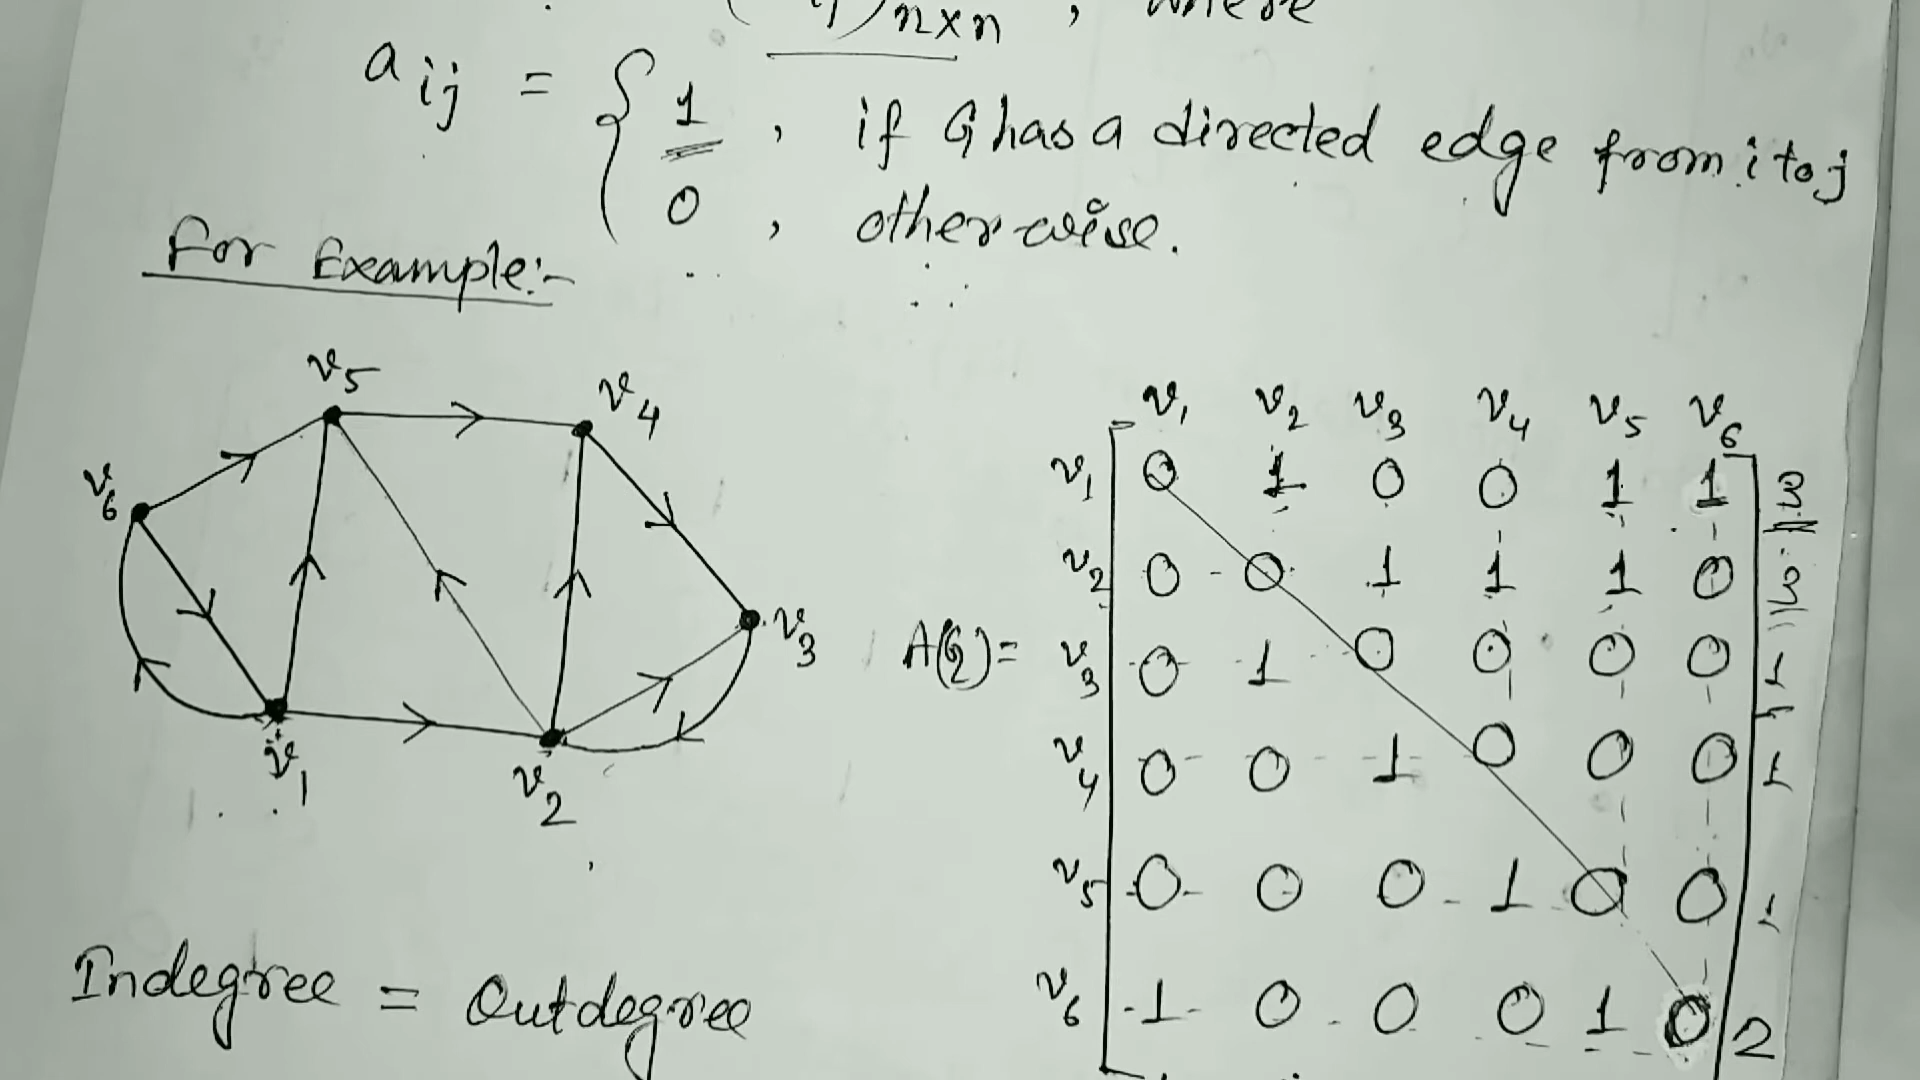 n×n , where
aij = { 1 , if G has a directed edge from i to j
0 , otherwise.
For Example:-
v5
v4
v6
v3
v1
v2
v1 v2 v3 v4 v5 v6
v1 0 1 0 0 1 1 3
v2 0 0 1 1 1 0 3
A(G2)= v3 0 1 0 0 0 0 1
v4 0 0 1 0 0 0 1
v5 0 0 0 1 0 0 1
v6 1 0 0 0 1 0 2
Indegree = Outdegree